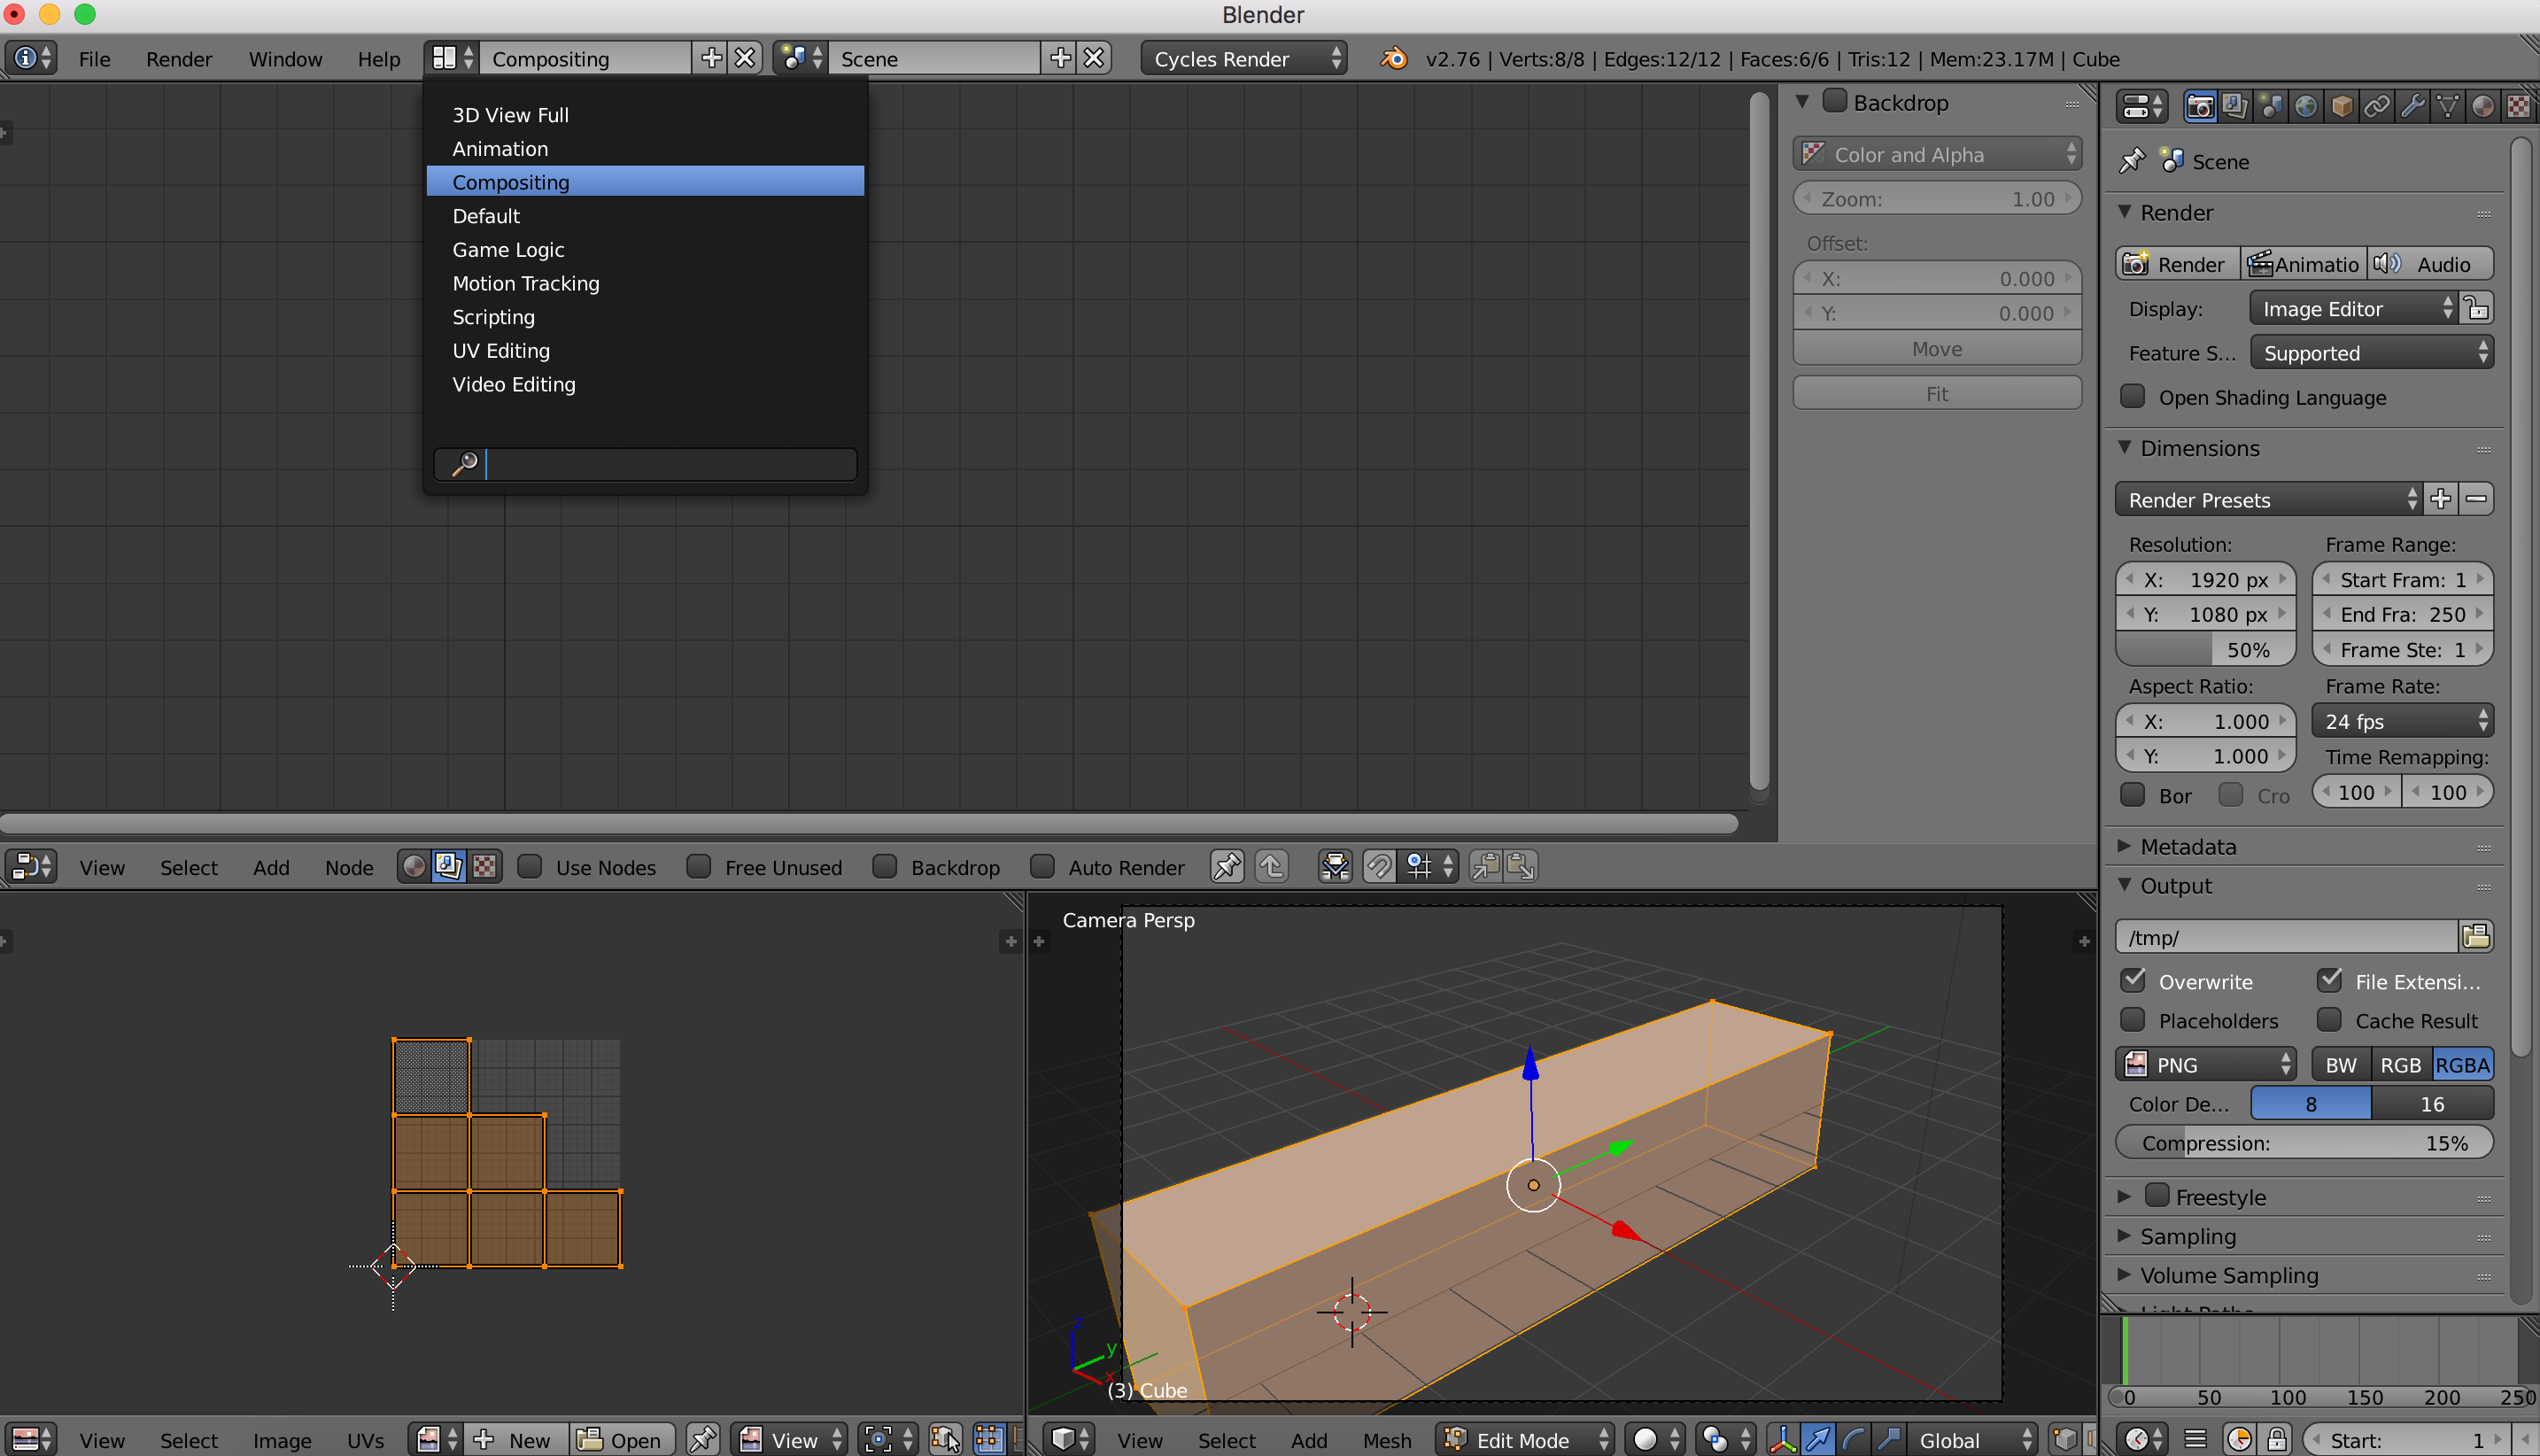 Blender
File Render Window Help Compositing Scene Cycles Render v2.76 | Verts:8/8 | Edges:12/12 | Faces:6/6 | Tris:12 | Mem:23.17M | Cube
3D View Full
Animation
Compositing
Default
Game Logic
Motion Tracking
Scripting
UV Editing
Video Editing
Backdrop
Color and Alpha
Zoom: 1.00
Offset:
X: 0.000
Y: 0.000
Move
Fit
Scene
Render
Render Animatio Audio
Display: Image Editor
Feature S... Supported
Open Shading Language
Dimensions
Render Presets
Resolution: Frame Range:
X: 1920 px Start Fram: 1
Y: 1080 px End Fra: 250
50% Frame Ste: 1
Aspect Ratio: Frame Rate:
X: 1.000 24 fps
Y: 1.000 Time Remapping:
Bor Cro 100 100
Metadata
Output
/tmp/
Overwrite File Extensi...
Placeholders Cache Result
PNG BW RGB RGBA
Color De... 8 16
Compression: 15%
Freestyle
Sampling
Volume Sampling
View Select Add Node Use Nodes Free Unused Backdrop Auto Render
Camera Persp
z
y
x
(3) Cube
0 50 100 150 200 250
View Select Image UVs New Open View
View Select Add Mesh Edit Mode Global
Start: 1